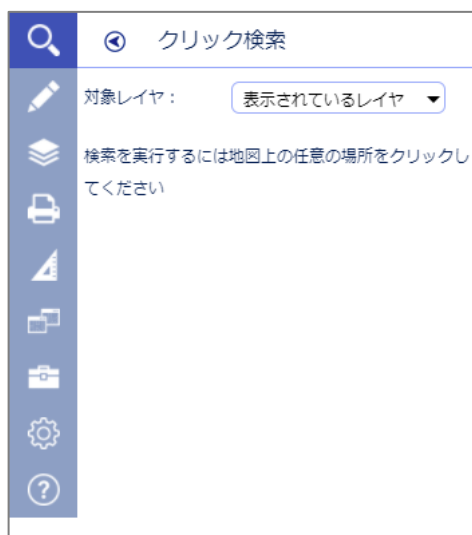 クリック検索
対象レイヤ：
表示されているレイヤ
検索を実行するには地図上の任意の場所をクリックし
てください
?